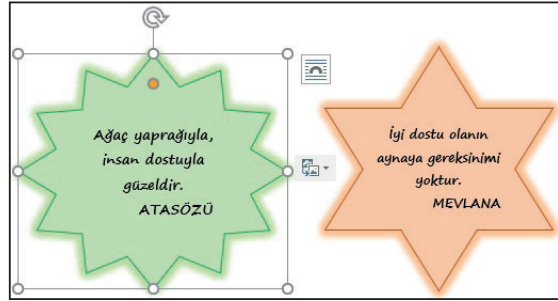 Ağaç yaprağıyla,
insan dostuyla
güzeldir.
ATASÖZÜ
İyi dostu olanın
aynaya gereksinimi
yoktur.
MEVLANA